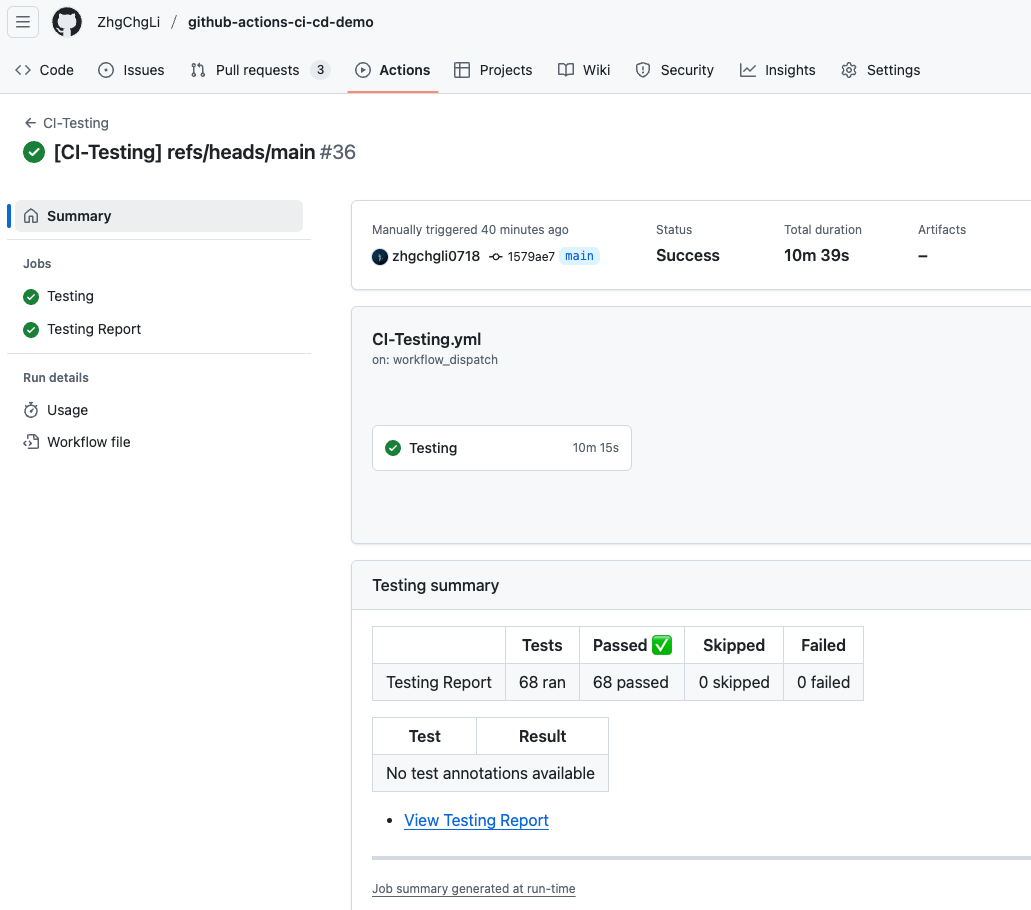 ZhgChgLi / github-actions-ci-cd-demo
Code Issues Pull requests 3 Actions Projects Wiki Security Insights Settings
CI-Testing
[CI-Testing] refs/heads/main #36
Summary
Jobs
Testing
Testing Report
Run details
Usage
Workflow file
Manually triggered 40 minutes ago Status Total duration Artifacts
zhgchgli0718 1579ae7 main Success 10m 39s –
CI-Testing.yml
on: workflow_dispatch
Testing 10m 15s
Testing summary
Tests Passed ✅ Skipped Failed
Testing Report 68 ran 68 passed 0 skipped 0 failed
Test Result
No test annotations available
• View Testing Report
Job summary generated at run-time